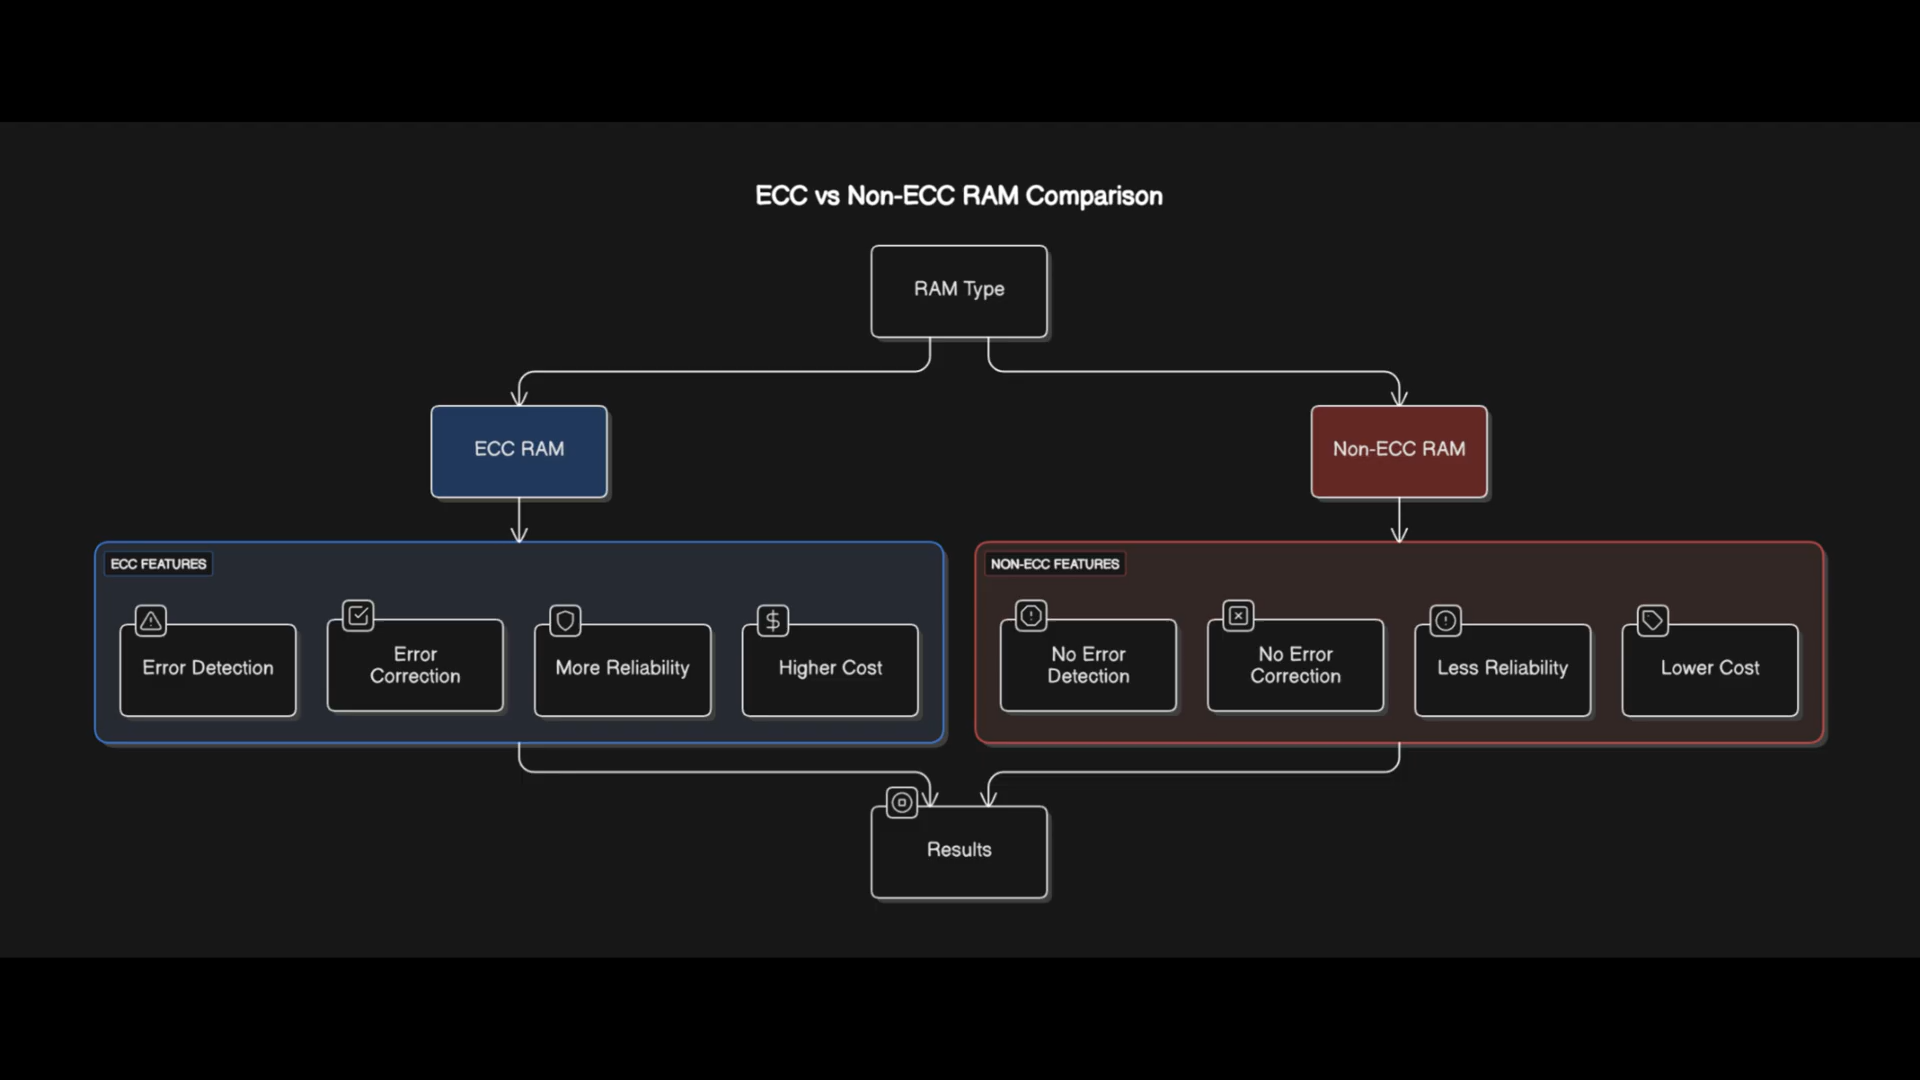 ECC vs Non-ECC RAM Comparison
RAM Type
ECC RAM
Non-ECC RAM
ECC FEATURES
Error Detection
Error
Correction
More Reliability
$
Higher Cost
NON-ECC FEATURES
No Error
Detection
No Error
Correction
Less Reliability
Lower Cost
Results